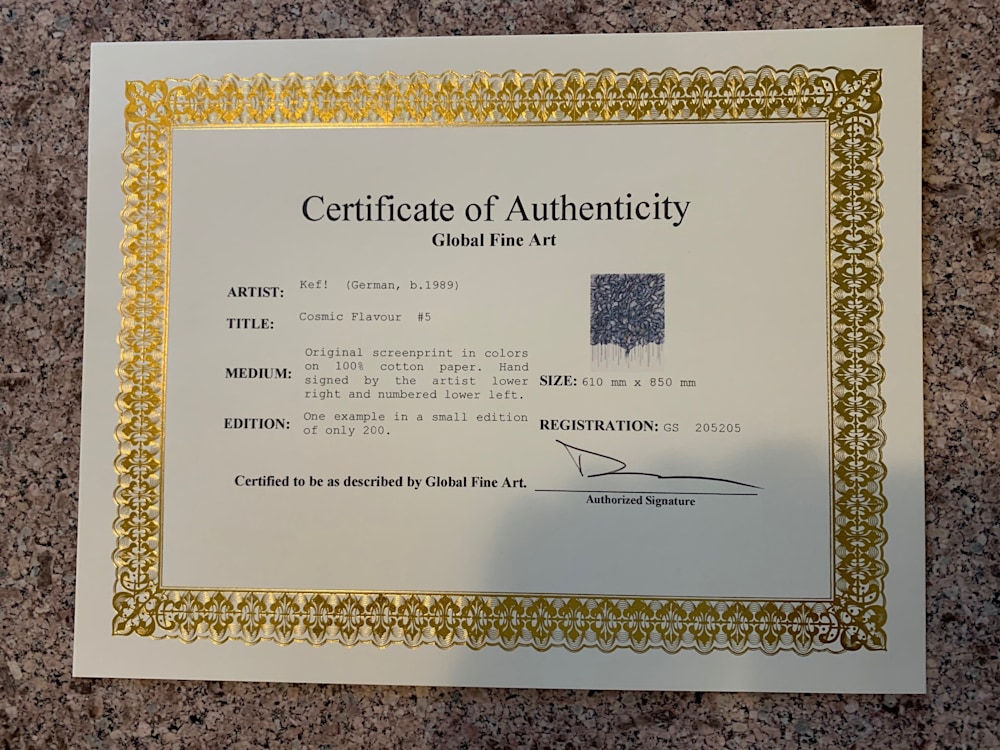 Certificate of Authenticity
Global Fine Art
ARTIST: Kef! (German, b.1989)
TITLE: Cosmic Flavour #5
MEDIUM: Original screenprint in colors
on 100% cotton paper. Hand
signed by the artist lower
right and numbered lower left.
SIZE: 610 mm x 850 mm
EDITION: One example in a small edition
of only 200.
REGISTRATION: GS 205205
Certified to be as described by Global Fine Art.
Authorized Signature